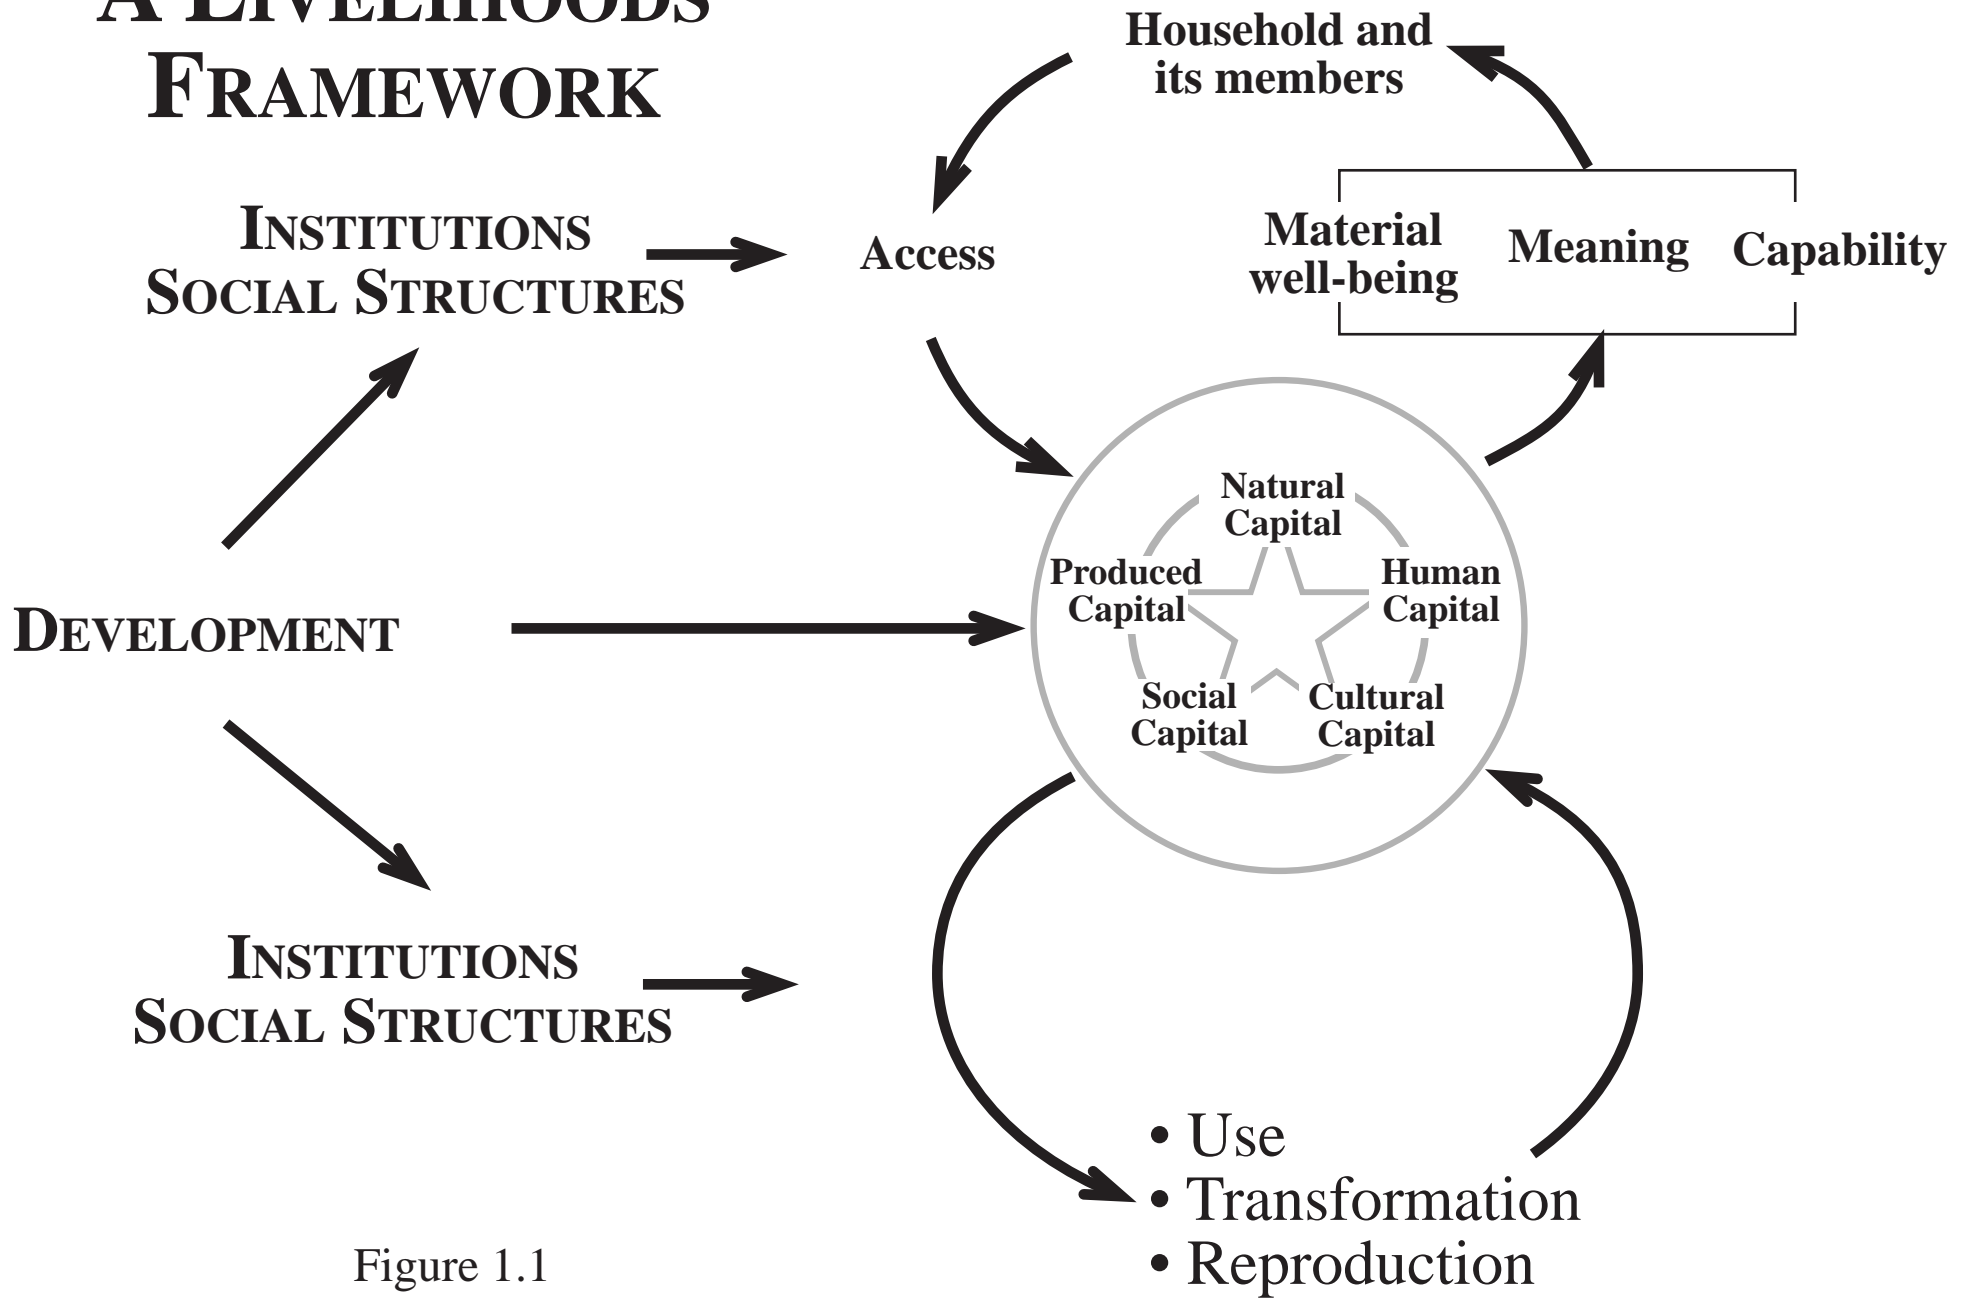 A LIVELIHOODS
FRAMEWORK
Household and
its members
INSTITUTIONS
SOCIAL STRUCTURES
Access
Material
well-being
Meaning
Capability
Natural
Capital
Produced
Capital
Human
Capital
DEVELOPMENT
Social
Capital
Cultural
Capital
INSTITUTIONS
SOCIAL STRUCTURES
• Use
• Transformation
• Reproduction
Figure 1.1